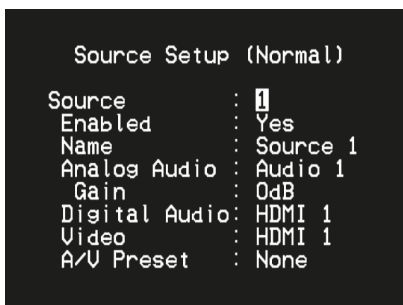 Source Setup (Normal)
Source : 1
Enabled : Yes
Name : Source 1
Analog Audio : Audio 1
Gain : 0dB
Digital Audio: HDMI 1
Video : HDMI 1
A/V Preset : None